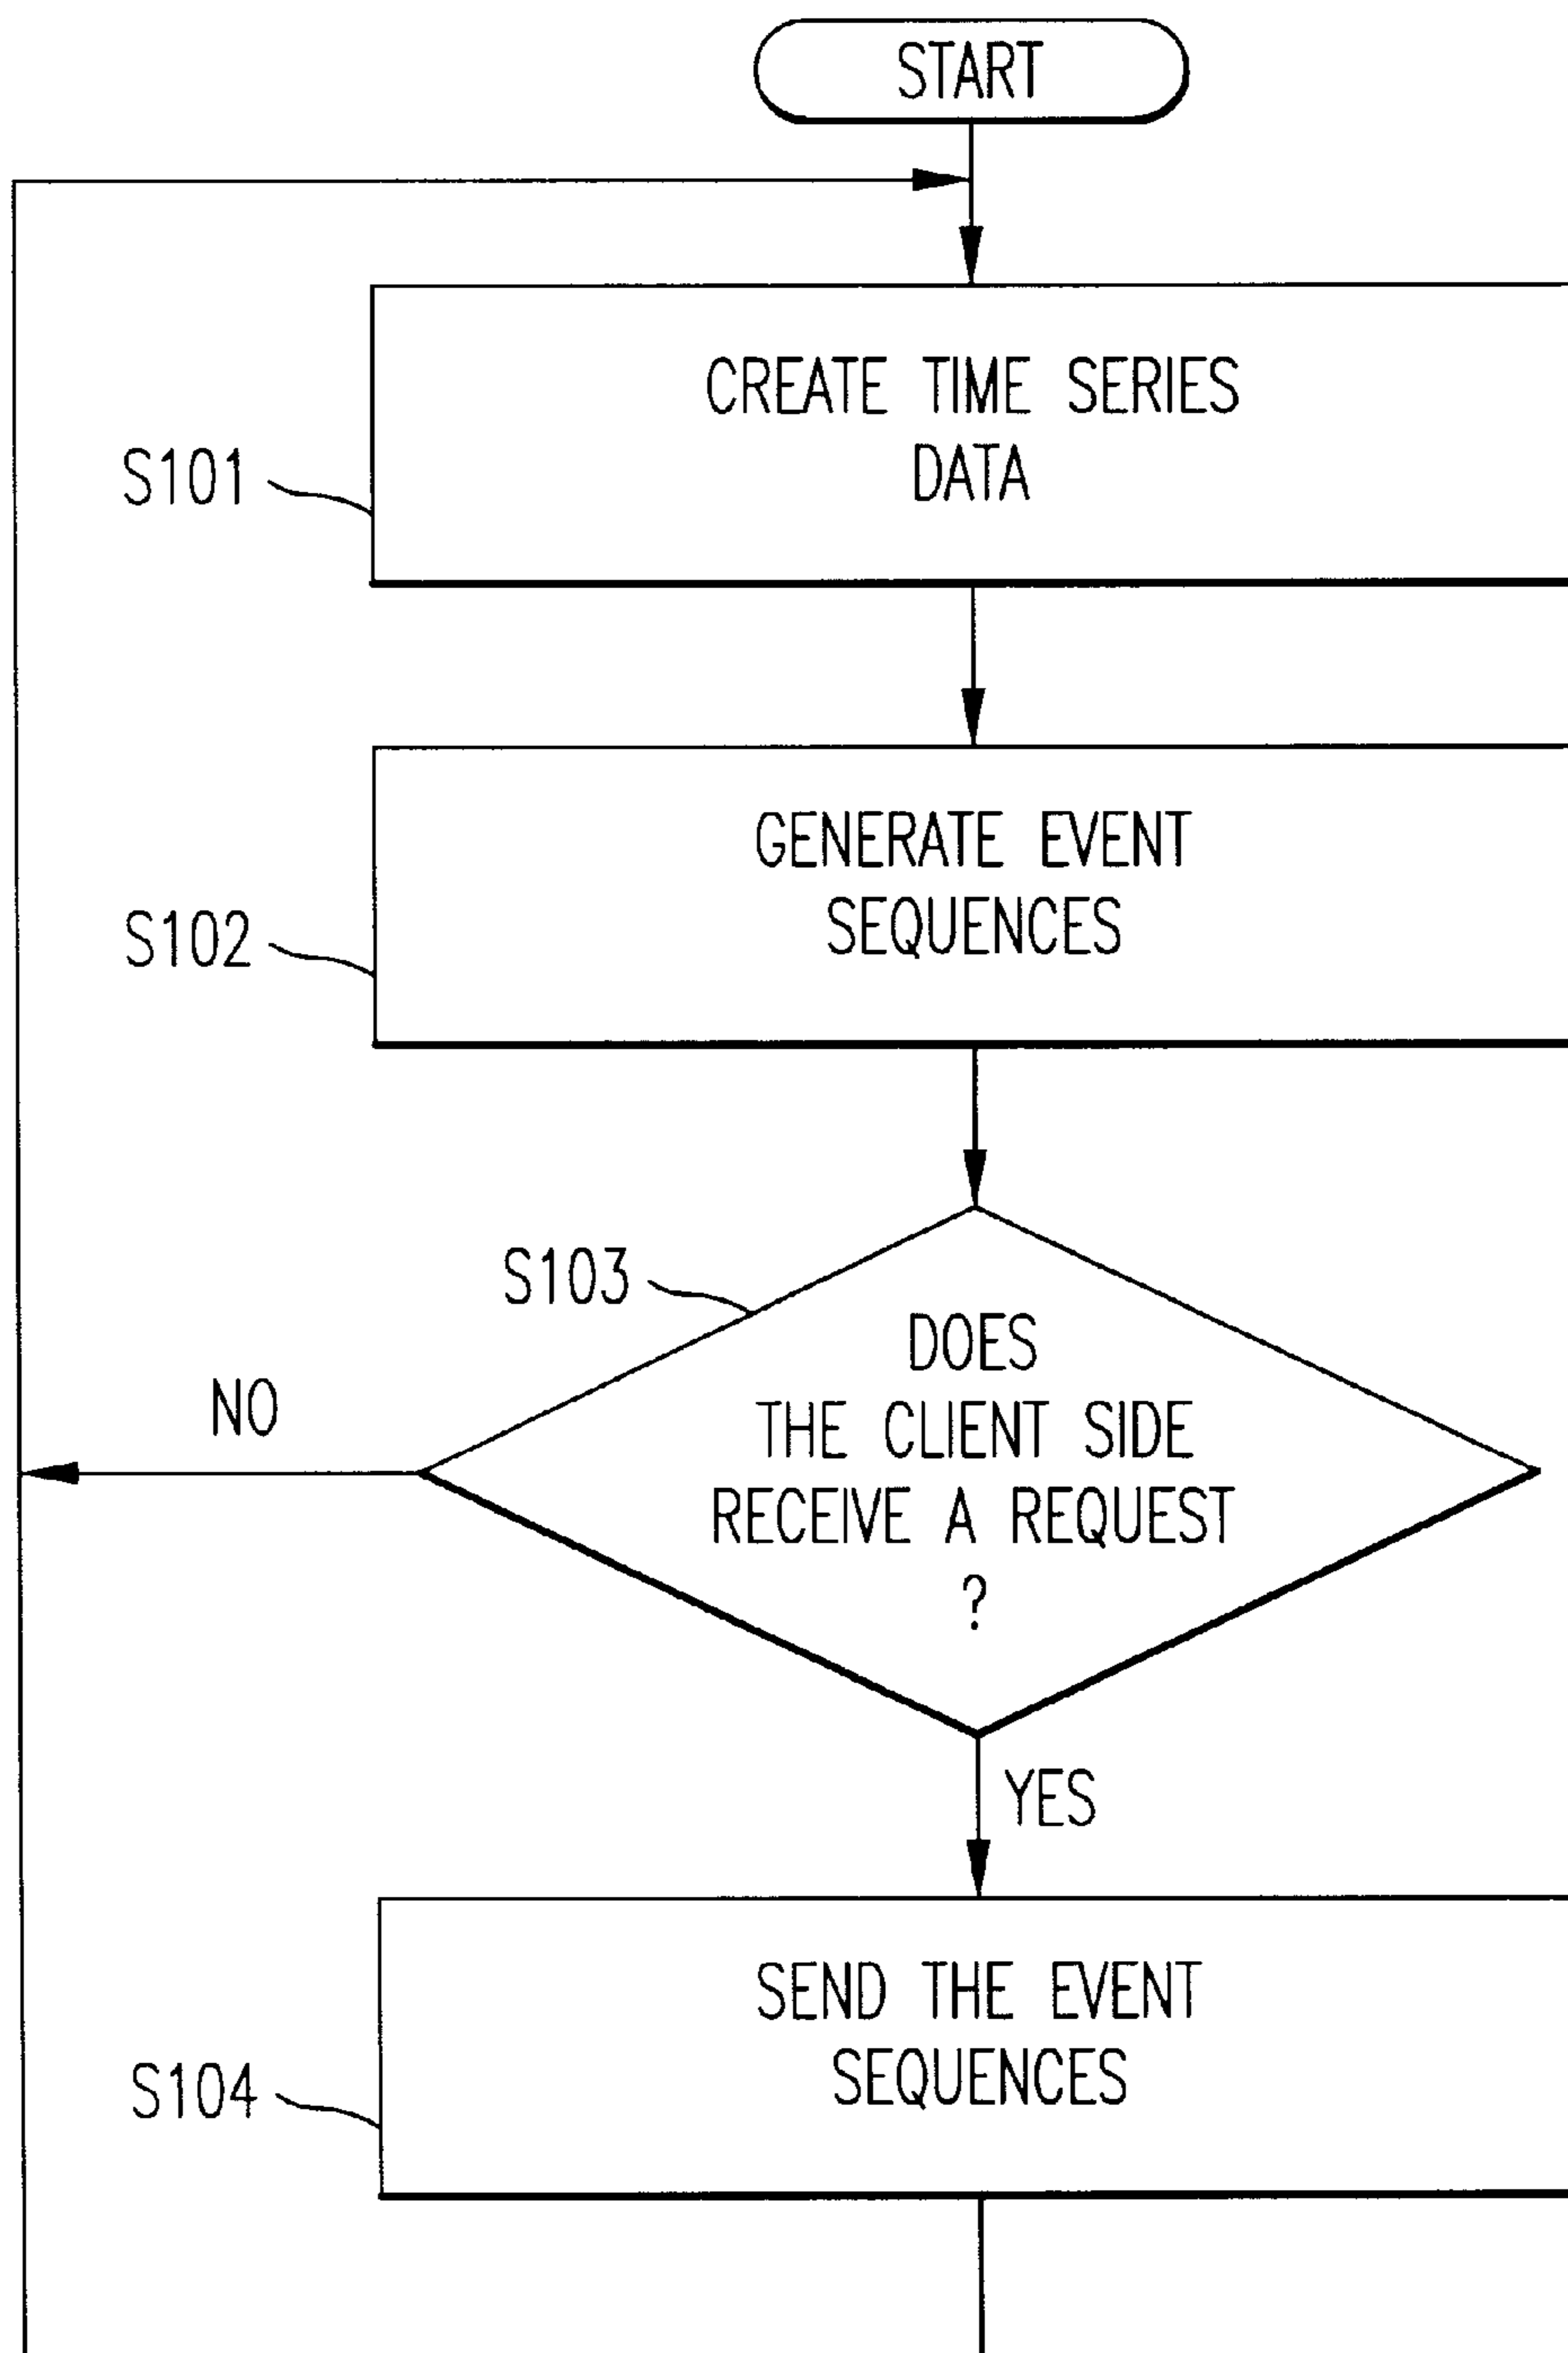 START
CREATE TIME SERIES
DATA
S101
GENERATE EVENT
SEQUENCES
S102
S103
DOES
THE CLIENT SIDE
RECEIVE A REQUEST
?
NO
YES
SEND THE EVENT
SEQUENCES
S104